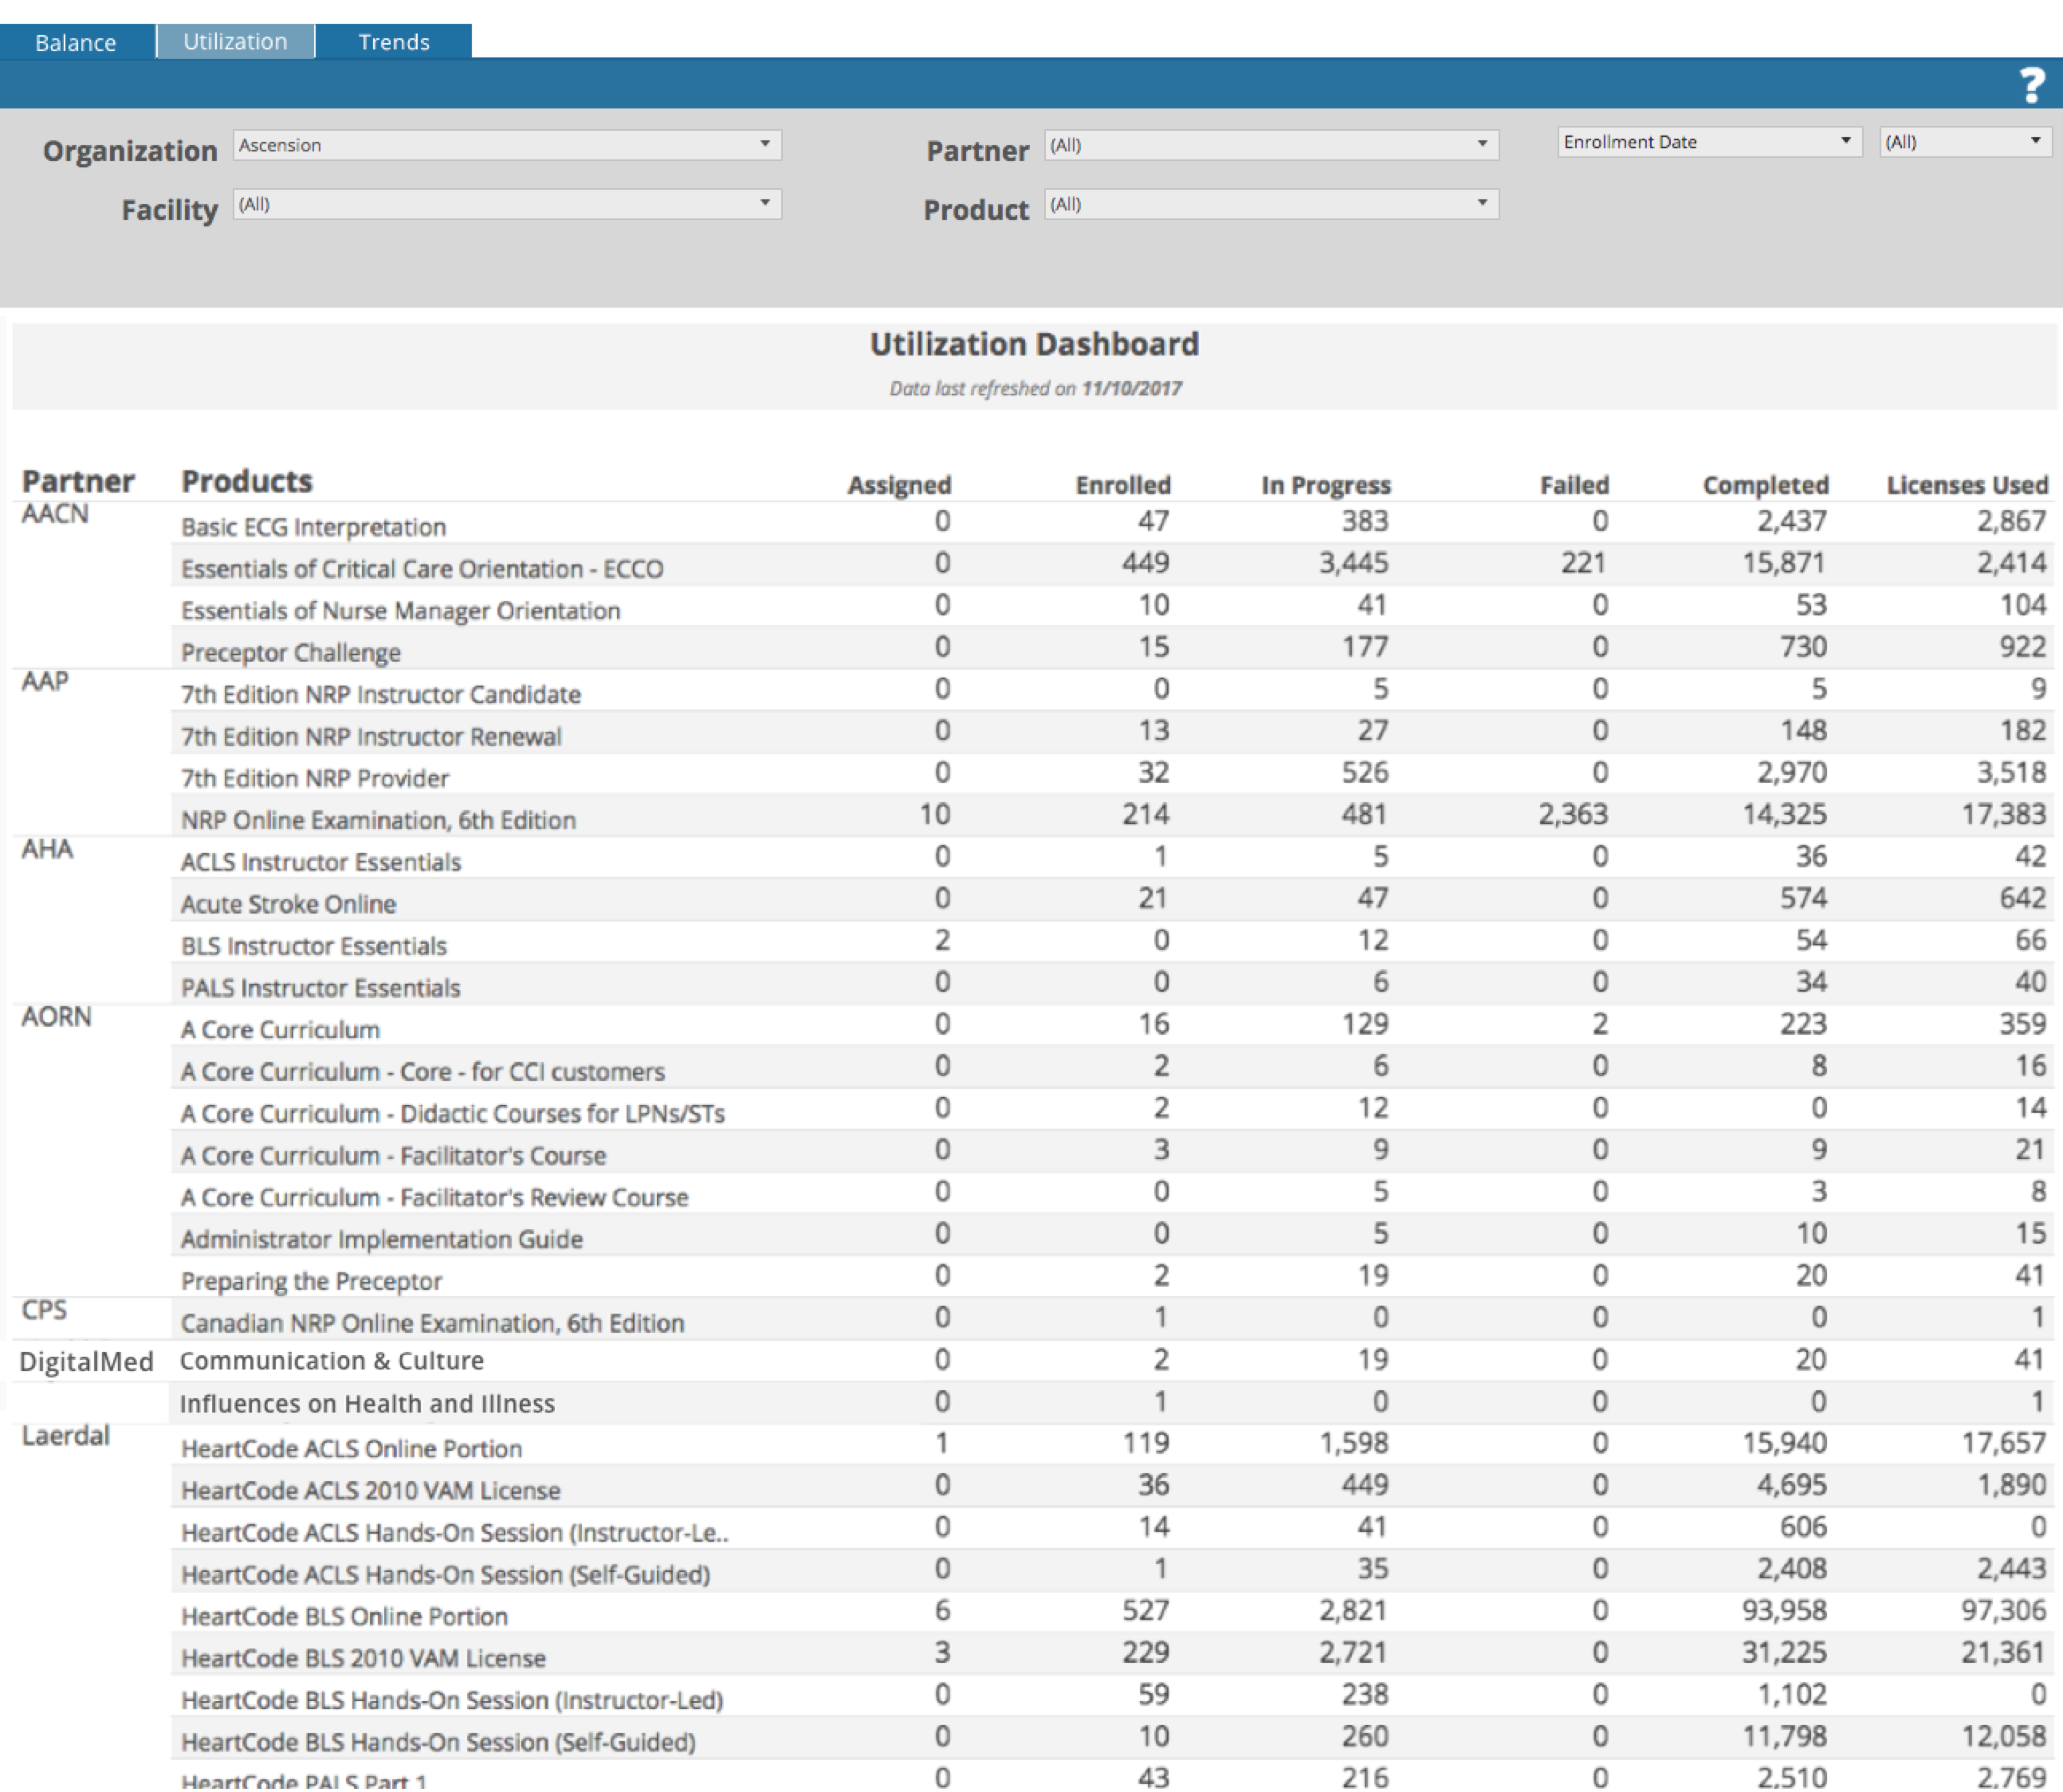 Balance Utilization Trends
?
Organization Ascension Partner (All) Enrollment Date (All)
Facility (All) Product (All)
Utilization Dashboard
Data last refreshed on 11/10/2017
Partner Products Assigned Enrolled In Progress Failed Completed Licenses Used
AACN Basic ECG Interpretation 0 47 383 0 2,437 2,867
Essentials of Critical Care Orientation - ECCO 0 449 3,445 221 15,871 2,414
Essentials of Nurse Manager Orientation 0 10 41 0 53 104
Preceptor Challenge 0 15 177 0 730 922
AAP 7th Edition NRP Instructor Candidate 0 0 5 0 5 9
7th Edition NRP Instructor Renewal 0 13 27 0 148 182
7th Edition NRP Provider 0 32 526 0 2,970 3,518
NRP Online Examination, 6th Edition 10 214 481 2,363 14,325 17,383
AHA ACLS Instructor Essentials 0 1 5 0 36 42
Acute Stroke Online 0 21 47 0 574 642
BLS Instructor Essentials 2 0 12 0 54 66
PALS Instructor Essentials 0 0 6 0 34 40
AORN A Core Curriculum 0 16 129 2 223 359
A Core Curriculum - Core - for CCI customers 0 2 6 0 8 16
A Core Curriculum - Didactic Courses for LPNs/STs 0 2 12 0 0 14
A Core Curriculum - Facilitator's Course 0 3 9 0 9 21
A Core Curriculum - Facilitator's Review Course 0 0 5 0 3 8
Administrator Implementation Guide 0 0 5 0 10 15
Preparing the Preceptor 0 2 19 0 20 41
CPS Canadian NRP Online Examination, 6th Edition 0 1 0 0 0 1
DigitalMed Communication & Culture 0 2 19 0 20 41
Influences on Health and Illness 0 1 0 0 0 1
Laerdal HeartCode ACLS Online Portion 1 119 1,598 0 15,940 17,657
HeartCode ACLS 2010 VAM License 0 36 449 0 4,695 1,890
HeartCode ACLS Hands-On Session (Instructor-Le.. 0 14 41 0 606 0
HeartCode ACLS Hands-On Session (Self-Guided) 0 1 35 0 2,408 2,443
HeartCode BLS Online Portion 6 527 2,821 0 93,958 97,306
HeartCode BLS 2010 VAM License 3 229 2,721 0 31,225 21,361
HeartCode BLS Hands-On Session (Instructor-Led) 0 59 238 0 1,102 0
HeartCode BLS Hands-On Session (Self-Guided) 0 10 260 0 11,798 12,058
HeartCode PALS Part 1 0 43 216 0 2,510 2,769